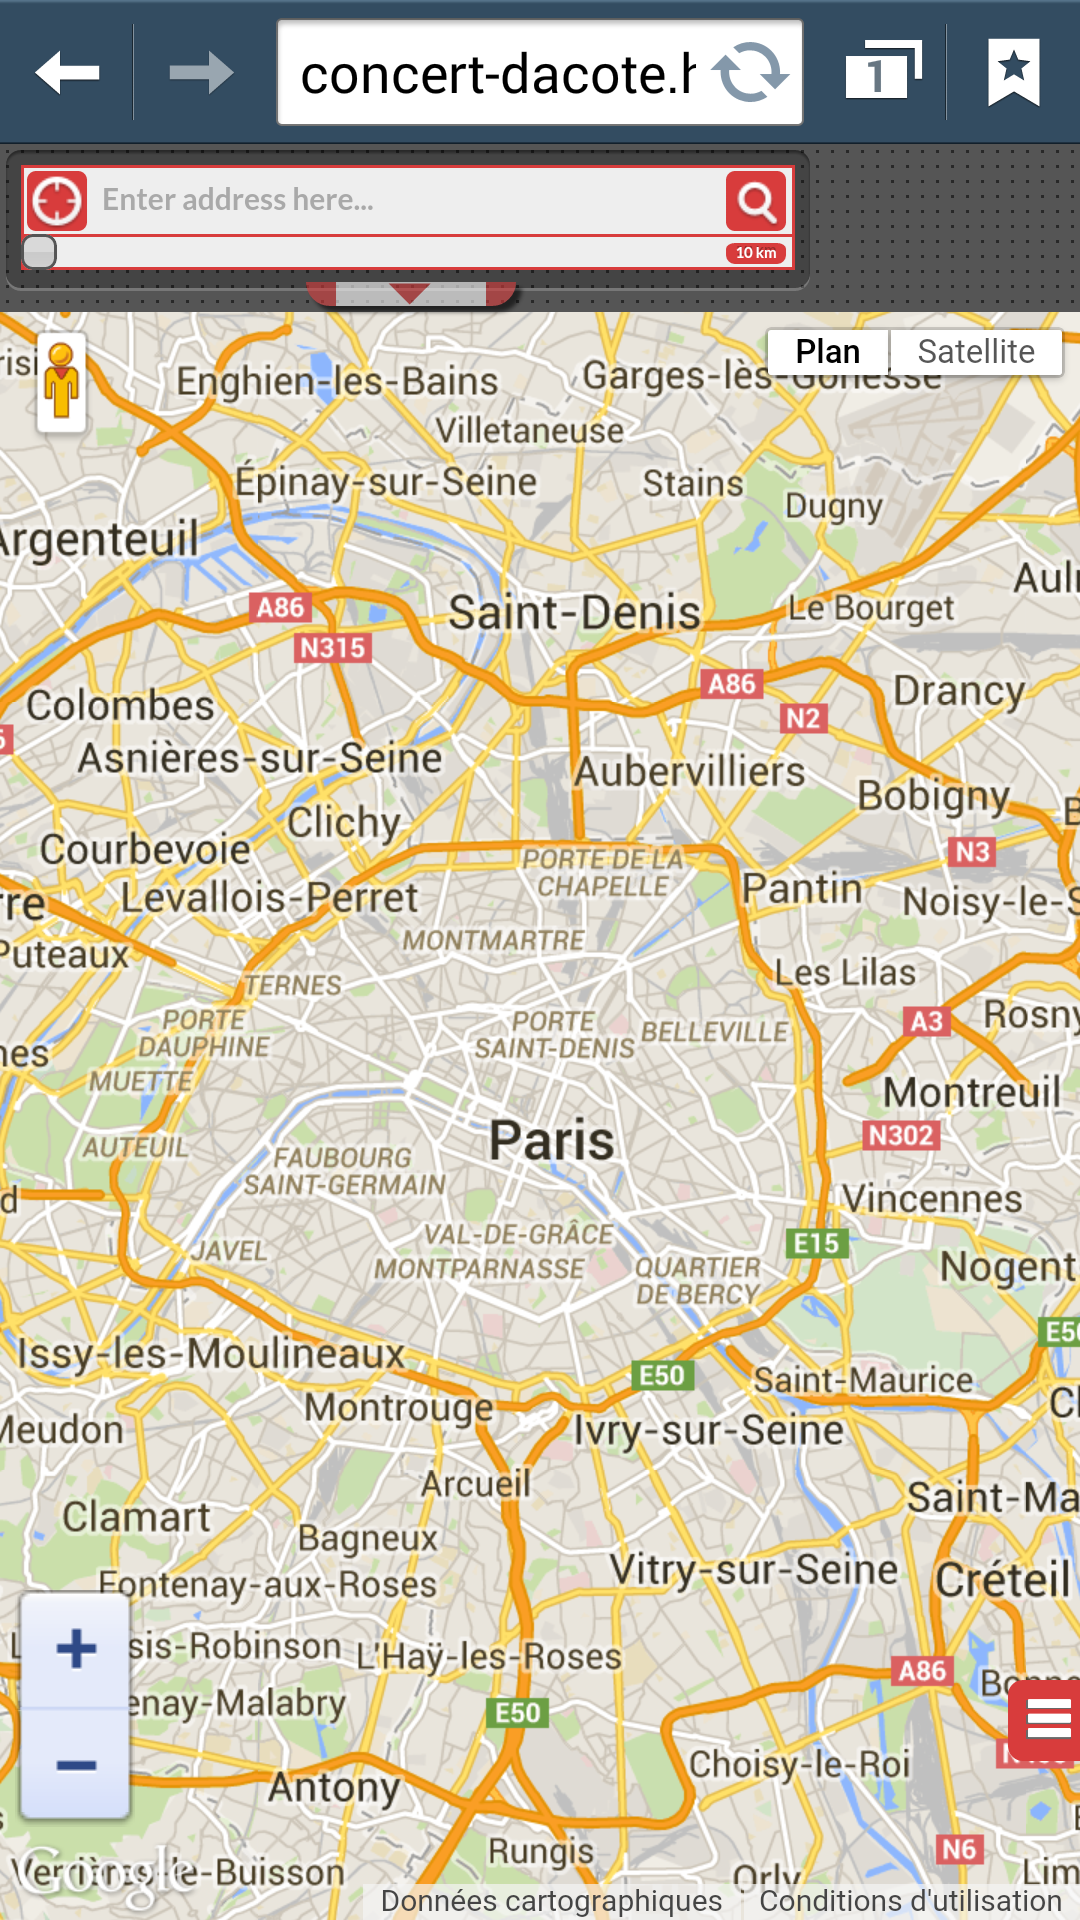 concert-dacote.
1
Enter address here...
10 km
Plan
Satellite
Enghien-les-Bains
Garges-lès-Gonesse
Villetaneuse
Épinay-sur-Seine
Stains
Dugny
Argenteuil
A86
Saint-Denis
Le Bourget
N315
A86
Drancy
Colombes
N2
Asnières-sur-Seine
Aubervilliers
Bobigny
Clichy
Courbevoie
N3
PORTE DE LA
CHAPELLE
Levallois-Perret
Pantin
Noisy-le-S
MONTMARTRE
Puteaux
Les Lilas
TERNES
PORTE
DAUPHINE
PORTE
SAINT-DENIS
BELLEVILLE
A3
Rosny
MUETTE
Montreuil
Paris
N302
AUTEUIL
FAUBOURG
SAINT-GERMAIN
Vincennes
VAL-DE-GRÂCE
E15
JAVEL
MONTPARNASSE
QUARTIER
DE BERCY
Nogent
E50
Issy-les-Moulineaux
E50
Saint-Maurice
Montrouge
Meudon
Ivry-sur-Seine
Arcueil
Saint-Ma
Clamart
Bagneux
Vitry-sur-Seine
Créteil
Fontenay-aux-Roses
sis-Robinson
L'Haÿ-les-Roses
A86
enay-Malabry
E50
Choisy-le-Roi
Antony
Rungis
N6
Verrières-le-Buisson
Google
Orly
Lim
Données cartographiques
Conditions d'utilisation